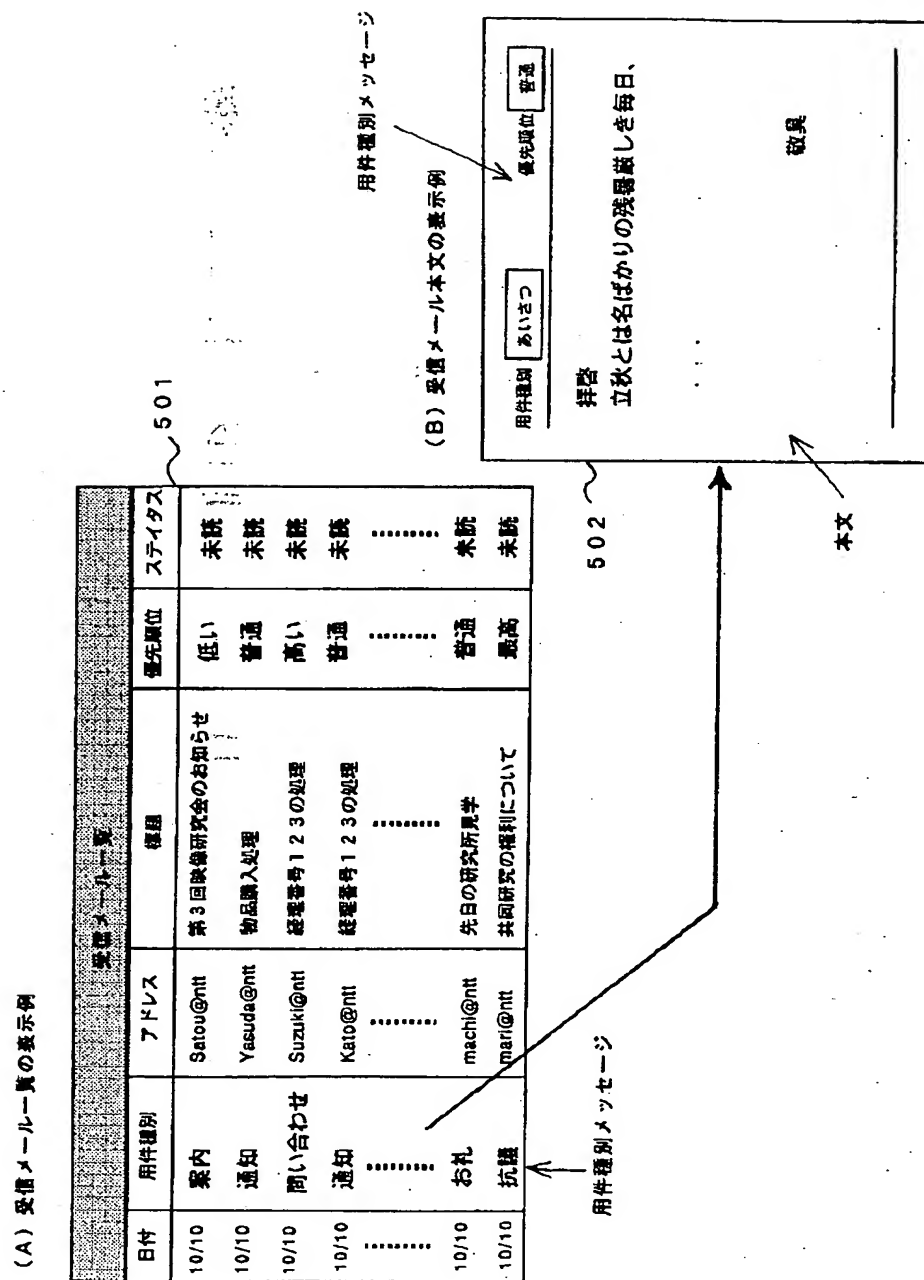 (A) 受信メール一覧の表示例
受信メール一覧
日付 用件種別 アドレス 標題 優先順位 ステイタス
10/10 案内 Satou@ntt 第3回映像研究会のお知らせ 低い 未読
10/10 通知 Yasuda@ntt 物品購入処理 普通 未読
10/10 問い合わせ Suzuki@ntt 経理番号123の処理 高い 未読
10/10 通知 Kato@ntt 経理番号123の処理 普通 未読
......... ......... ......... ......... ......... .........
10/10 お礼 machi@ntt 先日の研究所見学 普通 未読
10/10 抗議 mari@ntt 共同研究の権利について 最高 未読
501
用件種別メッセージ
(B) 受信メール本文の表示例
用件種別メッセージ
用件種別 あいさつ 優先順位 普通
拝啓
立秋とは名ばかりの残暑厳しき毎日、
. . .
敬具
502
本文